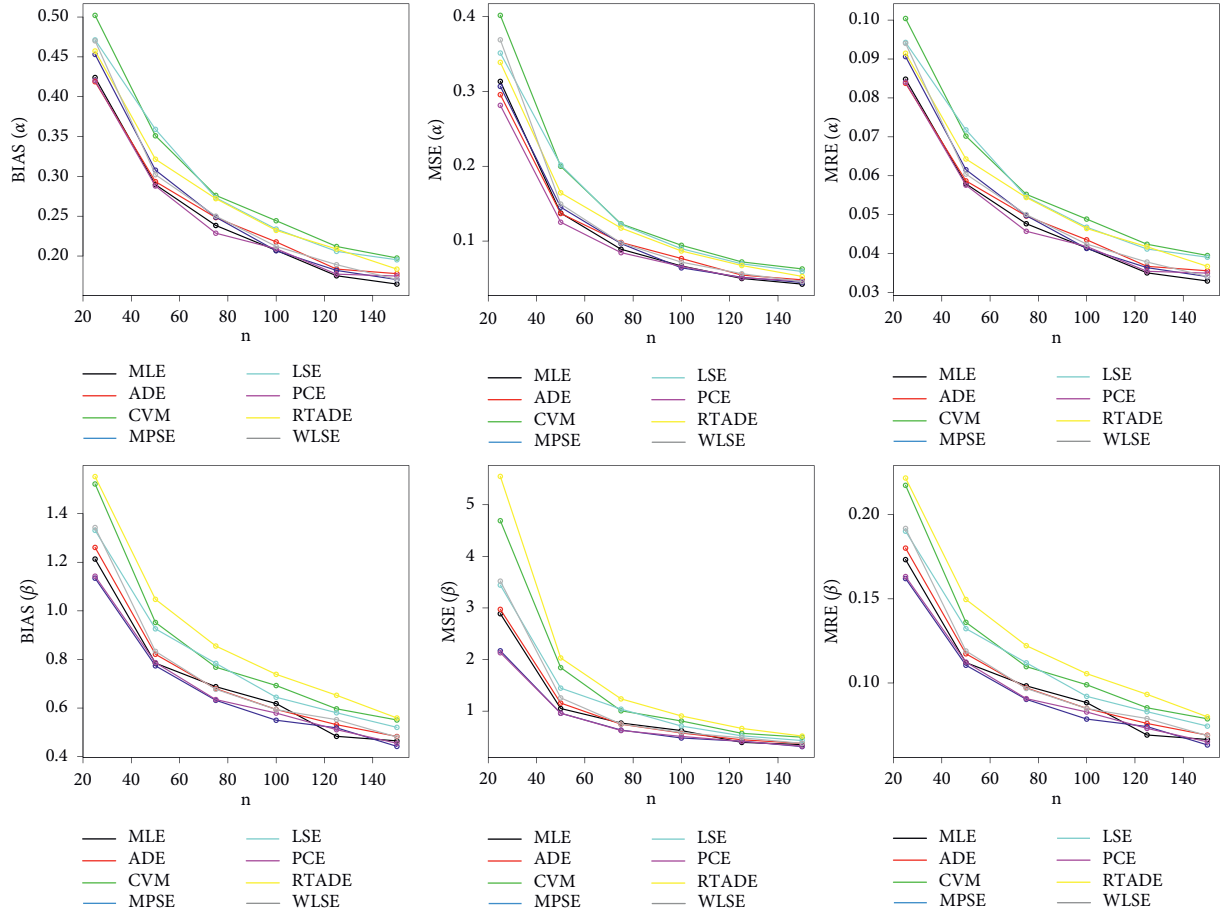 BIAS (α)
0.50
0.45
0.40
0.35
0.30
0.25
0.20
20 40 60 80 100 120 140
n
MLE LSE
ADE PCE
CVM RTADE
MPSE WLSE
MSE (α)
0.4
0.3
0.2
0.1
20 40 60 80 100 120 140
n
MLE LSE
ADE PCE
CVM RTADE
MPSE WLSE
MRE (α)
0.10
0.09
0.08
0.07
0.06
0.05
0.04
0.03
20 40 60 80 100 120 140
n
MLE LSE
ADE PCE
CVM RTADE
MPSE WLSE
BIAS (β)
1.4
1.2
1.0
0.8
0.6
0.4
20 40 60 80 100 120 140
n
MLE LSE
ADE PCE
CVM RTADE
MPSE WLSE
MSE (β)
5
4
3
2
1
20 40 60 80 100 120 140
n
MLE LSE
ADE PCE
CVM RTADE
MPSE WLSE
MRE (β)
0.20
0.15
0.10
20 40 60 80 100 120 140
n
MLE LSE
ADE PCE
CVM RTADE
MPSE WLSE